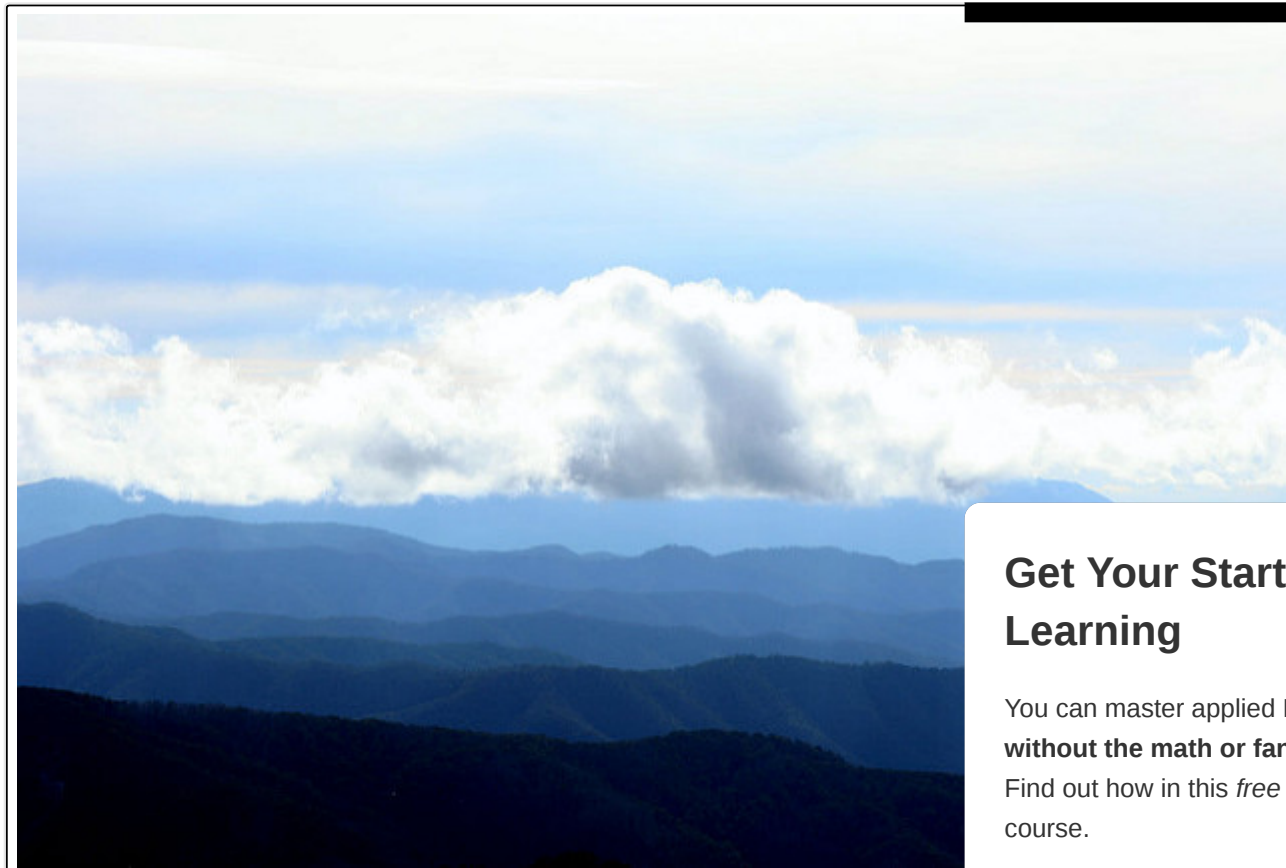 Get Your Start
Learning
You can master applied
without the math or
Find out how in this free
course.